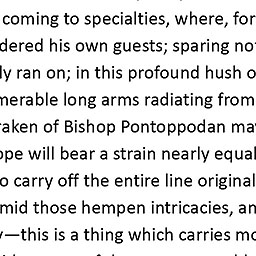 coming to specialties, where, for
dered his own guests; sparing no
ly ran on; in this profound hush o
merable long arms radiating from
raken of Bishop Pontoppodan ma
ope will bear a strain nearly equal
o carry off the entire line original
mid those hempen intricacies, an
—this is a thing which carries mo